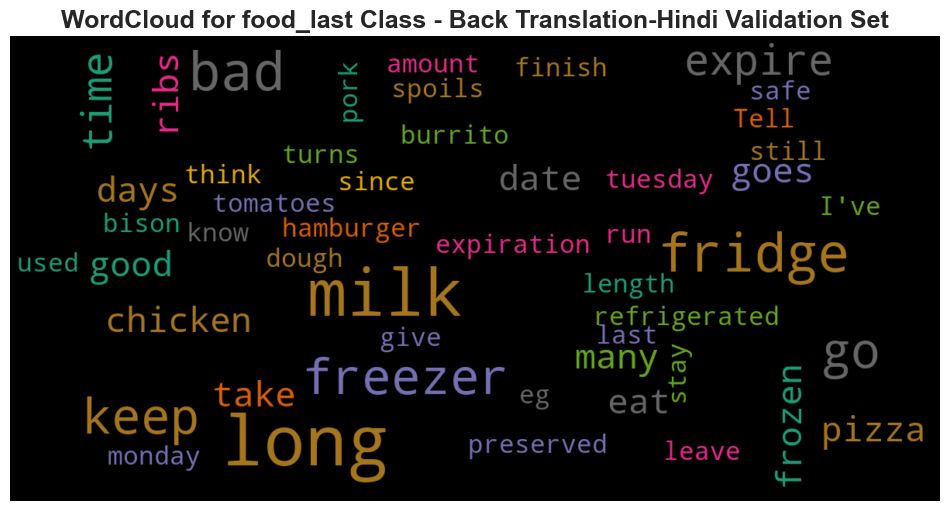 WordCloud for food_last Class - Back Translation-Hindi Validation Set
time
ribs
bad
pork
amount
spoils
finish
expire
safe
Tell
still
burrito
turns
think
since
days
tomatoes
date
tuesday
goes
I've
bison
know
hamburger
expiration
run
used
good
dough
fridge
milk
length
refrigerated
chicken
give
last
many
stay
go
freezer
take
eg
eat
frozen
keep
long
monday
preserved
leave
pizza